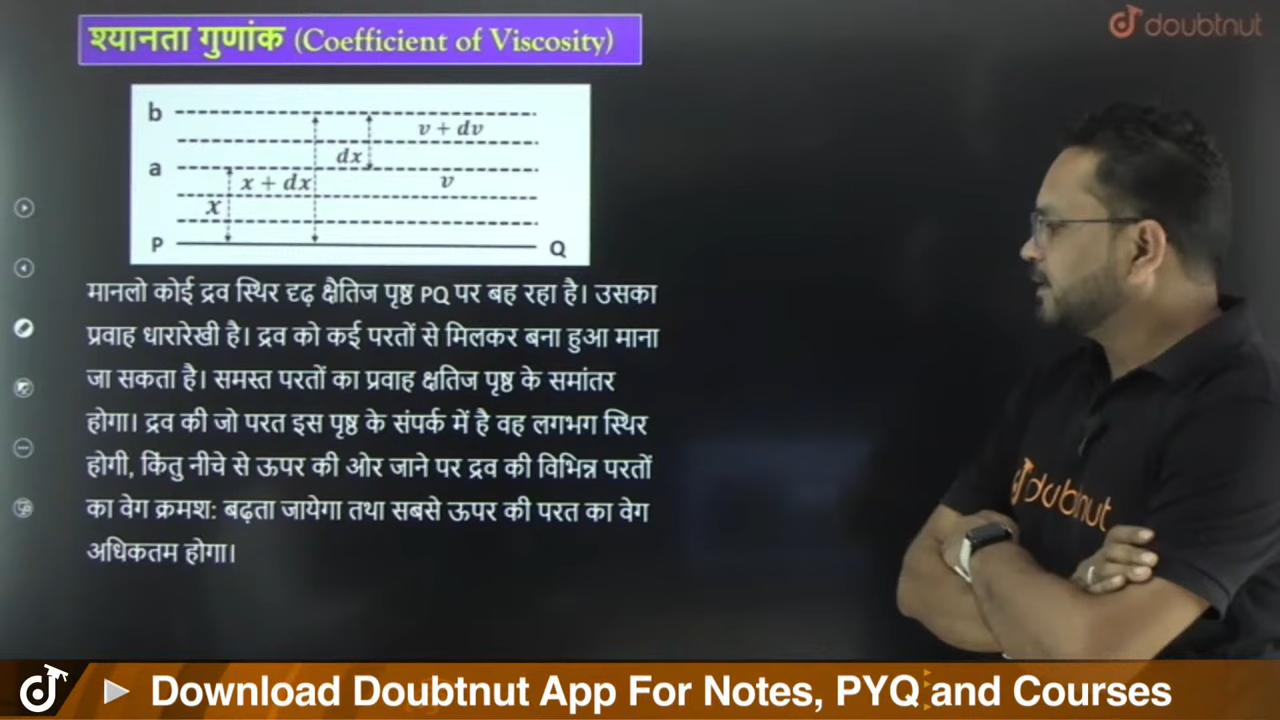 श्यानता गुणांक (Coefficient of Viscosity)
doubtnut
b
v + dv
dx
a
x + dx
v
x
P
Q
मानलो कोई द्रव स्थिर दृढ़ क्षैतिज पृष्ठ PQ पर बह रहा है। उसका
प्रवाह धारारेखी है। द्रव को कई परतों से मिलकर बना हुआ माना
जा सकता है। समस्त परतों का प्रवाह क्षतिज पृष्ठ के समांतर
होगा। द्रव की जो परत इस पृष्ठ के संपर्क में है वह लगभग स्थिर
होगी, किंतु नीचे से ऊपर की ओर जाने पर द्रव की विभिन्न परतों
का वेग क्रमश: बढ़ता जायेगा तथा सबसे ऊपर की परत का वेग
अधिकतम होगा।
doubtnut
Download Doubtnut App For Notes, PYQ and Courses